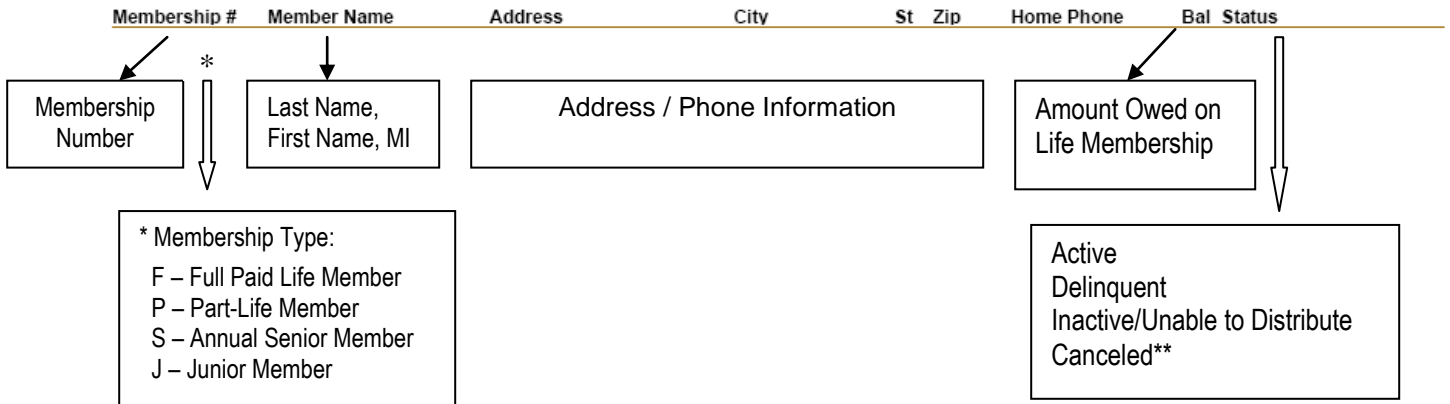 Membership # Member Name Address City St Zip Home Phone Bal Status
*
Membership
Number
Last Name,
First Name, MI
Address / Phone Information
Amount Owed on
Life Membership
* Membership Type:
F – Full Paid Life Member
P – Part-Life Member
S – Annual Senior Member
J – Junior Member
Active
Delinquent
Inactive/Unable to Distribute
Canceled**